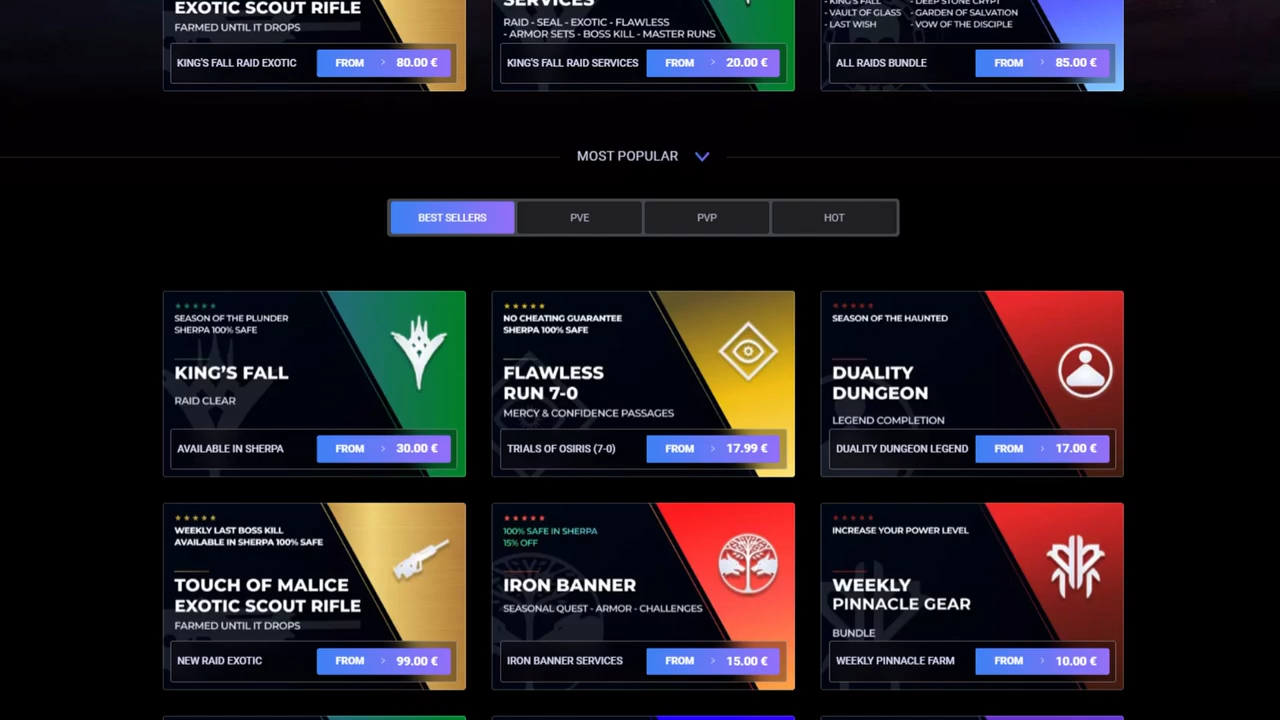 EXOTIC SCOUT RIFLE
FARMED UNTIL IT DROPS
KING'S FALL RAID EXOTIC
FROM > 80.00 €
SERVICES
RAID - SEAL - EXOTIC - FLAWLESS
- ARMOR SETS - BOSS KILL - MASTER RUNS
KING'S FALL RAID SERVICES
FROM > 20.00 €
- KING'S FALL - DEEP STONE CRYPT
- VAULT OF GLASS - GARDEN OF SALVATION
- LAST WISH - VOW OF THE DISCIPLE
ALL RAIDS BUNDLE
FROM > 85.00 €
MOST POPULAR
BEST SELLERS
PVE
PVP
HOT
SEASON OF THE PLUNDER
SHERPA 100% SAFE
KING'S FALL
RAID CLEAR
AVAILABLE IN SHERPA
FROM > 30.00 €
NO CHEATING GUARANTEE
SHERPA 100% SAFE
FLAWLESS
RUN 7-0
MERCY & CONFIDENCE PASSAGES
TRIALS OF OSIRIS (7-0)
FROM > 17.99 €
SEASON OF THE HAUNTED
DUALITY
DUNGEON
LEGEND COMPLETION
DUALITY DUNGEON LEGEND
FROM > 17.00 €
WEEKLY LAST BOSS KILL
AVAILABLE IN SHERPA 100% SAFE
TOUCH OF MALICE
EXOTIC SCOUT RIFLE
FARMED UNTIL IT DROPS
NEW RAID EXOTIC
FROM > 99.00 €
100% SAFE IN SHERPA
15% OFF
IRON BANNER
SEASONAL QUEST - ARMOR - CHALLENGES
IRON BANNER SERVICES
FROM > 15.00 €
INCREASE YOUR POWER LEVEL
WEEKLY
PINNACLE GEAR
BUNDLE
WEEKLY PINNACLE FARM
FROM > 10.00 €